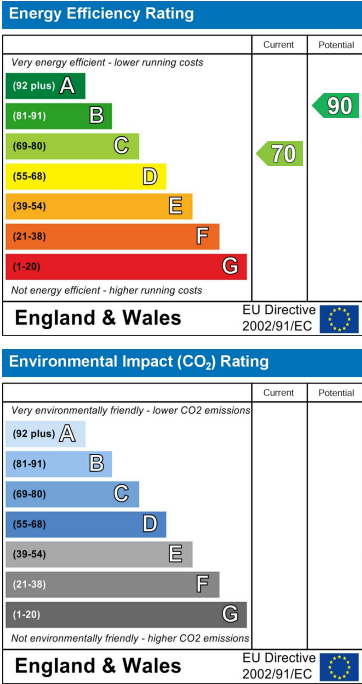 Energy Efficiency Rating
Current Potential
Very energy efficient - lower running costs
(92 plus) A
(81-91) B
(69-80) C
(55-68) D
(39-54) E
(21-38) F
(1-20) G
70
90
Not energy efficient - higher running costs
England & Wales
EU Directive
2002/91/EC
Environmental Impact (CO₂) Rating
Current Potential
Very environmentally friendly - lower CO2 emissions
(92 plus) A
(81-91) B
(69-80) C
(55-68) D
(39-54) E
(21-38) F
(1-20) G
Not environmentally friendly - higher CO2 emissions
England & Wales
EU Directive
2002/91/EC